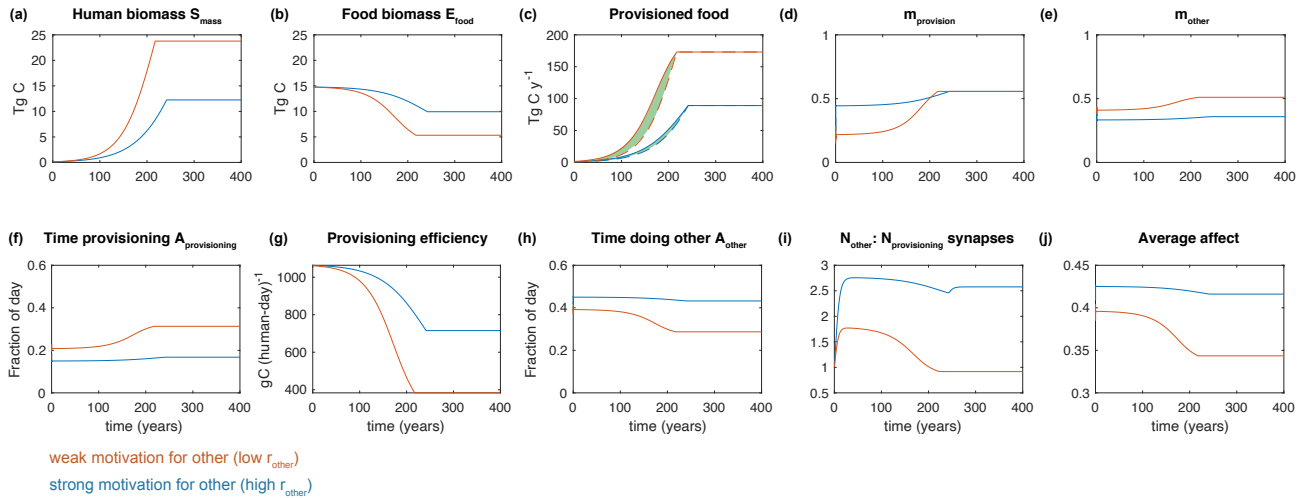 (a) Human biomass S_mass
Tg C
25
20
15
10
5
0
0 100 200 300 400
(b) Food biomass E_food
Tg C
25
20
15
10
5
0
0 100 200 300 400
(c) Provisioned food
Tg C y^-1
200
150
100
50
0
0 100 200 300 400
(d) m_provision
1
0.5
0
0 100 200 300 400
(e) m_other
1
0.5
0
0 100 200 300 400
(f) Time provisioning A_provisioning
Fraction of day
0.6
0.4
0.2
0
0 100 200 300 400
time (years)
(g) Provisioning efficiency
gC (human-day)^-1
1000
800
600
400
0 100 200 300 400
time (years)
(h) Time doing other A_other
Fraction of day
0.6
0.4
0.2
0
0 100 200 300 400
time (years)
(i) N_other : N_provisioning synapses
3
2.5
2
1.5
1
0.5
0 100 200 300 400
time (years)
(j) Average affect
0.45
0.4
0.35
0.3
0 100 200 300 400
time (years)
weak motivation for other (low r_other)
strong motivation for other (high r_other)